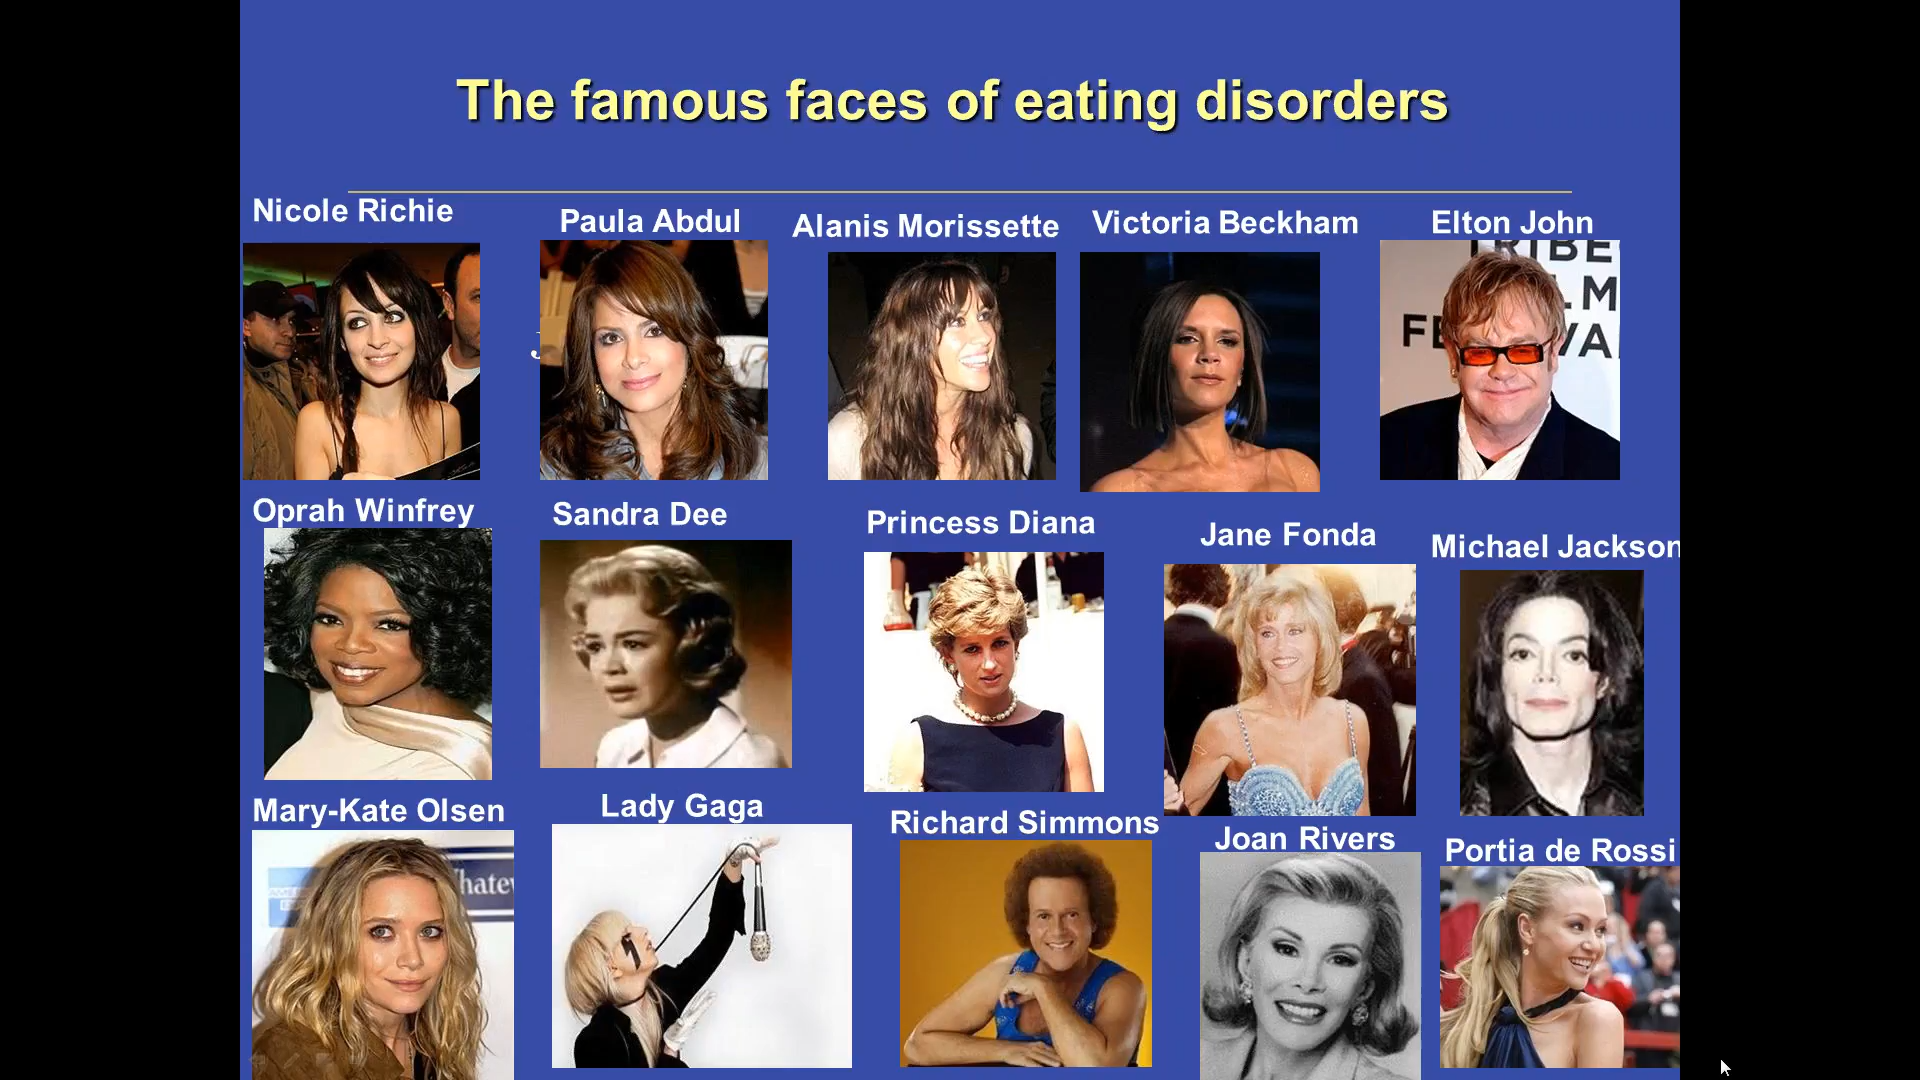 The famous faces of eating disorders
Nicole Richie
Paula Abdul
Alanis Morissette
Victoria Beckham
Elton John
TRIBE
FESTIVAL
Oprah Winfrey
Sandra Dee
Princess Diana
Jane Fonda
Michael Jackson
Mary-Kate Olsen
Lady Gaga
Richard Simmons
Joan Rivers
Portia de Rossi